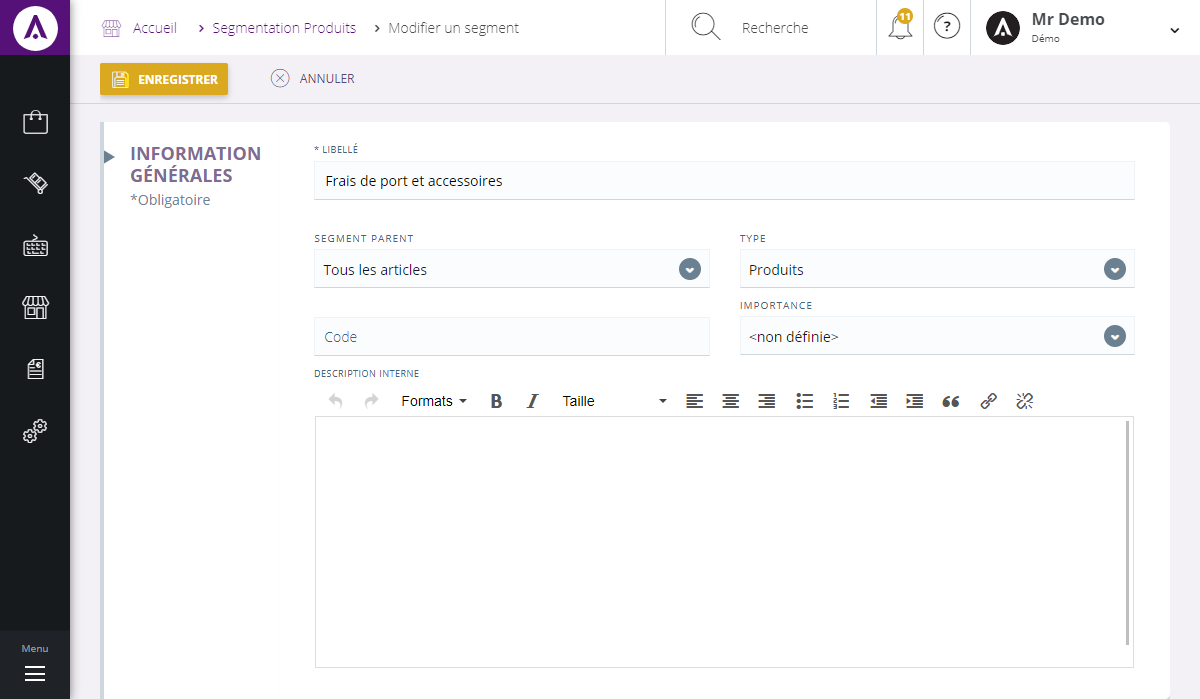 Accueil > Segmentation Produits > Modifier un segment
Recherche
11
?
Mr Demo
Démo
ENREGISTRER
ANNULER
INFORMATION
GÉNÉRALES
*Obligatoire
* LIBELLÉ
Frais de port et accessoires
SEGMENT PARENT
TYPE
Tous les articles
Produits
IMPORTANCE
Code
<non définie>
DESCRIPTION INTERNE
Formats B I Taille
Menu